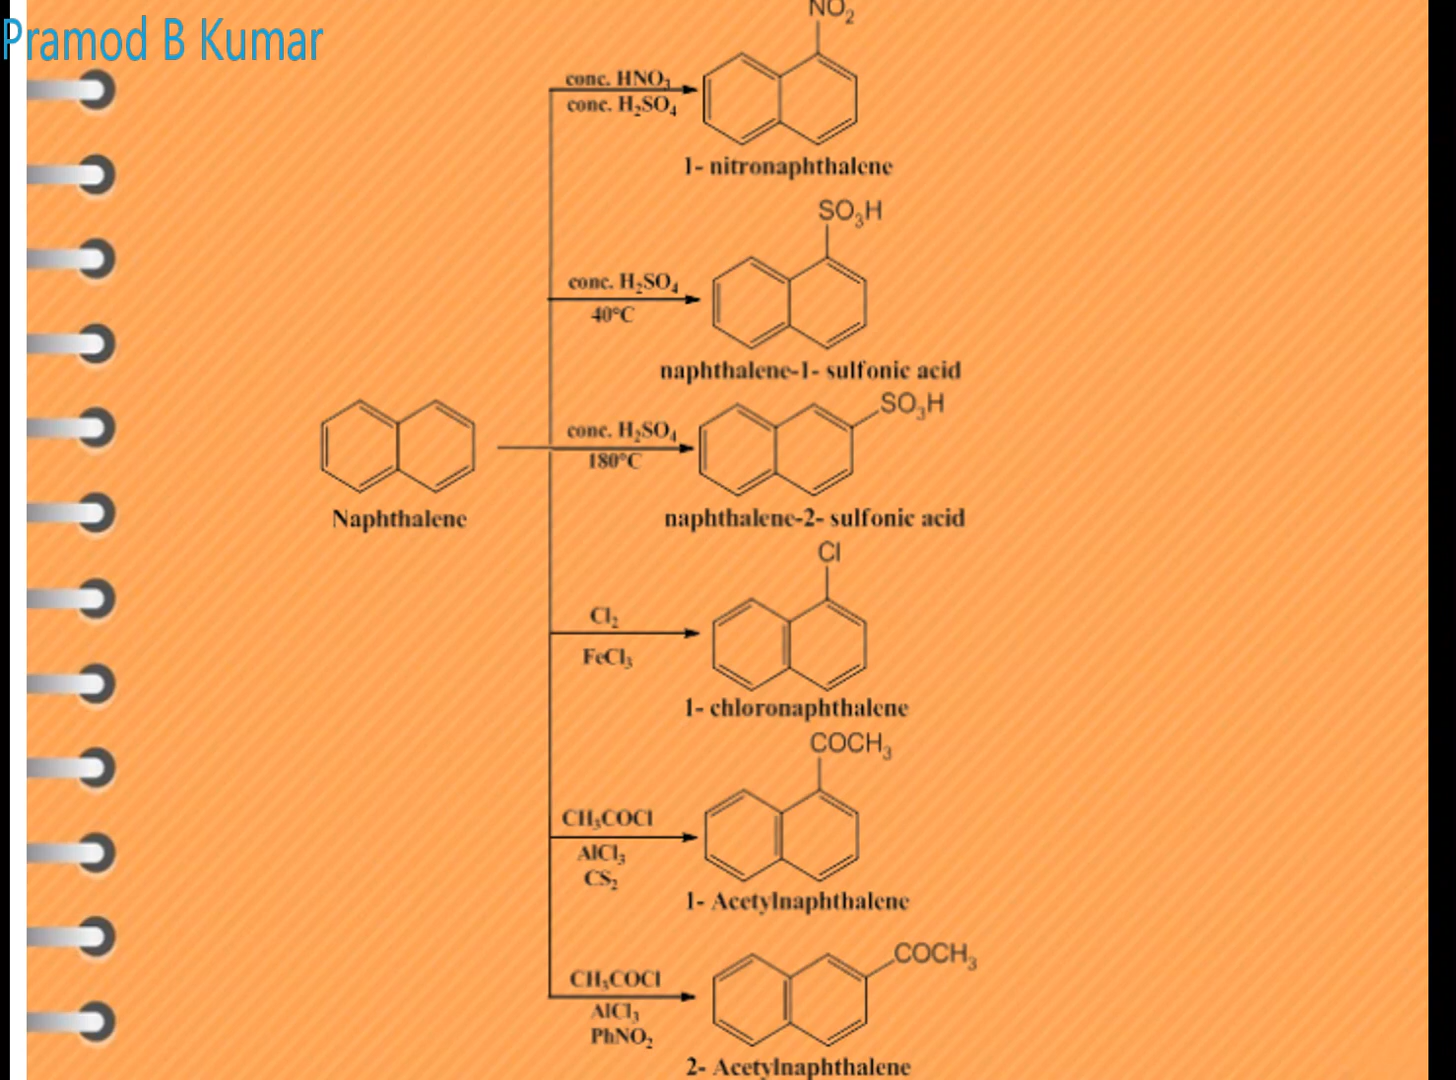 Pramod B Kumar
NO₂
conc. HNO₃
conc. H₂SO₄
1- nitronaphthalene
SO₃H
conc. H₂SO₄
40°C
naphthalene-1- sulfonic acid
SO₃H
conc. H₂SO₄
180°C
Naphthalene
naphthalene-2- sulfonic acid
Cl
Cl₂
FeCl₃
1- chloronaphthalene
COCH₃
CH₃COCl
AlCl₃
CS₂
1- Acetylnaphthalene
COCH₃
CH₃COCl
AlCl₃
PhNO₂
2- Acetylnaphthalene